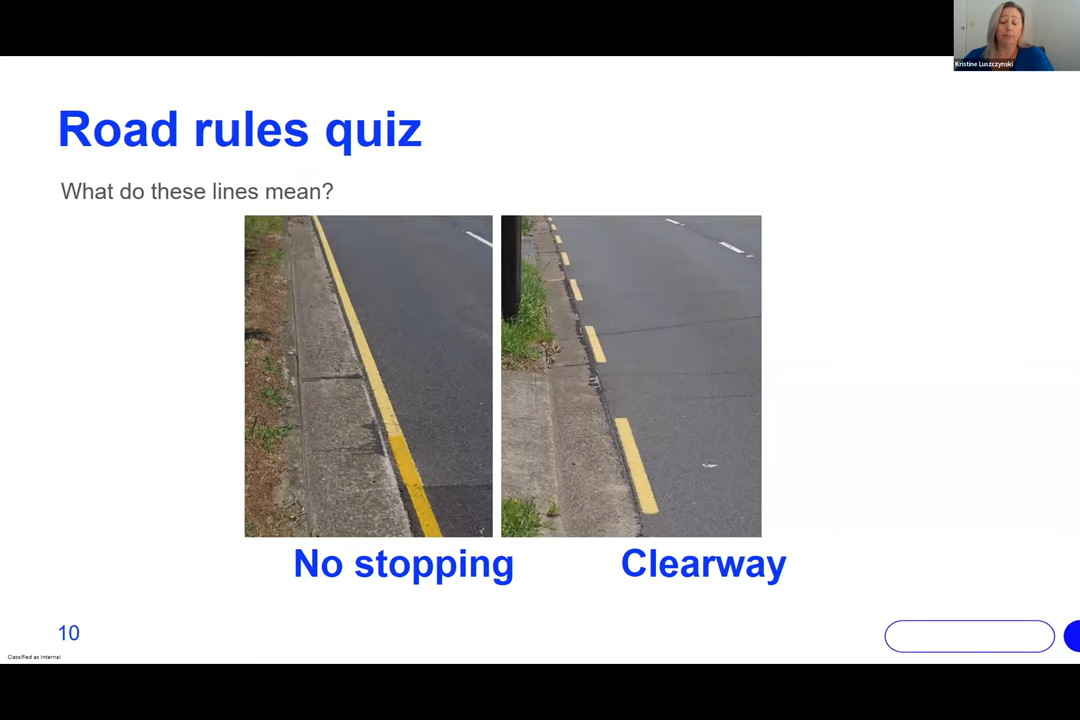 Kristine Luszczynski
Road rules quiz
What do these lines mean?
No stopping
Clearway
10
Classified as Internal